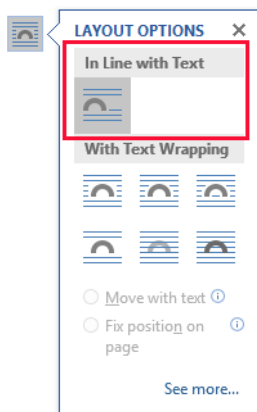 LAYOUT OPTIONS
In Line with Text
With Text Wrapping
Move with text
Fix position on
page
See more...